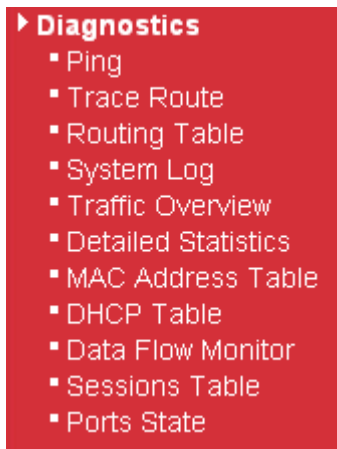 Diagnostics
Ping
Trace Route
Routing Table
System Log
Traffic Overview
Detailed Statistics
MAC Address Table
DHCP Table
Data Flow Monitor
Sessions Table
Ports State